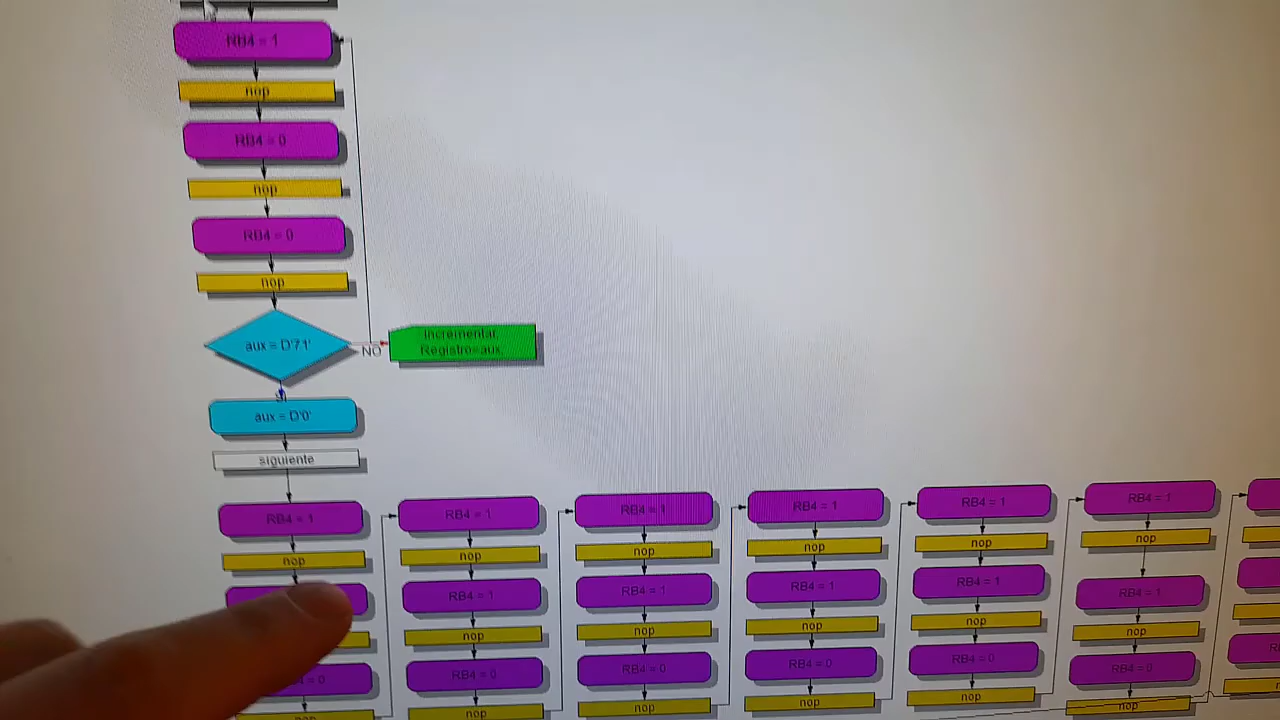 RB4 = 1
nop
RB4 = 0
nop
RB4 = 0
nop
aux = D'71'
NO
incrementar
Registro=aux.
SI
aux = D'0'
siguiente
RB4 = 1
nop
= 0
RB4 = 1
nop
RB4 = 1
nop
RB4 = 0
nop
RB4 = 1
nop
RB4 = 1
nop
RB4 = 0
nop
RB4 = 1
nop
RB4 = 1
nop
RB4 = 0
nop
RB4 = 1
nop
RB4 = 1
nop
RB4 = 0
nop
RB4 = 1
nop
RB4 = 1
nop
RB4 = 0
nop